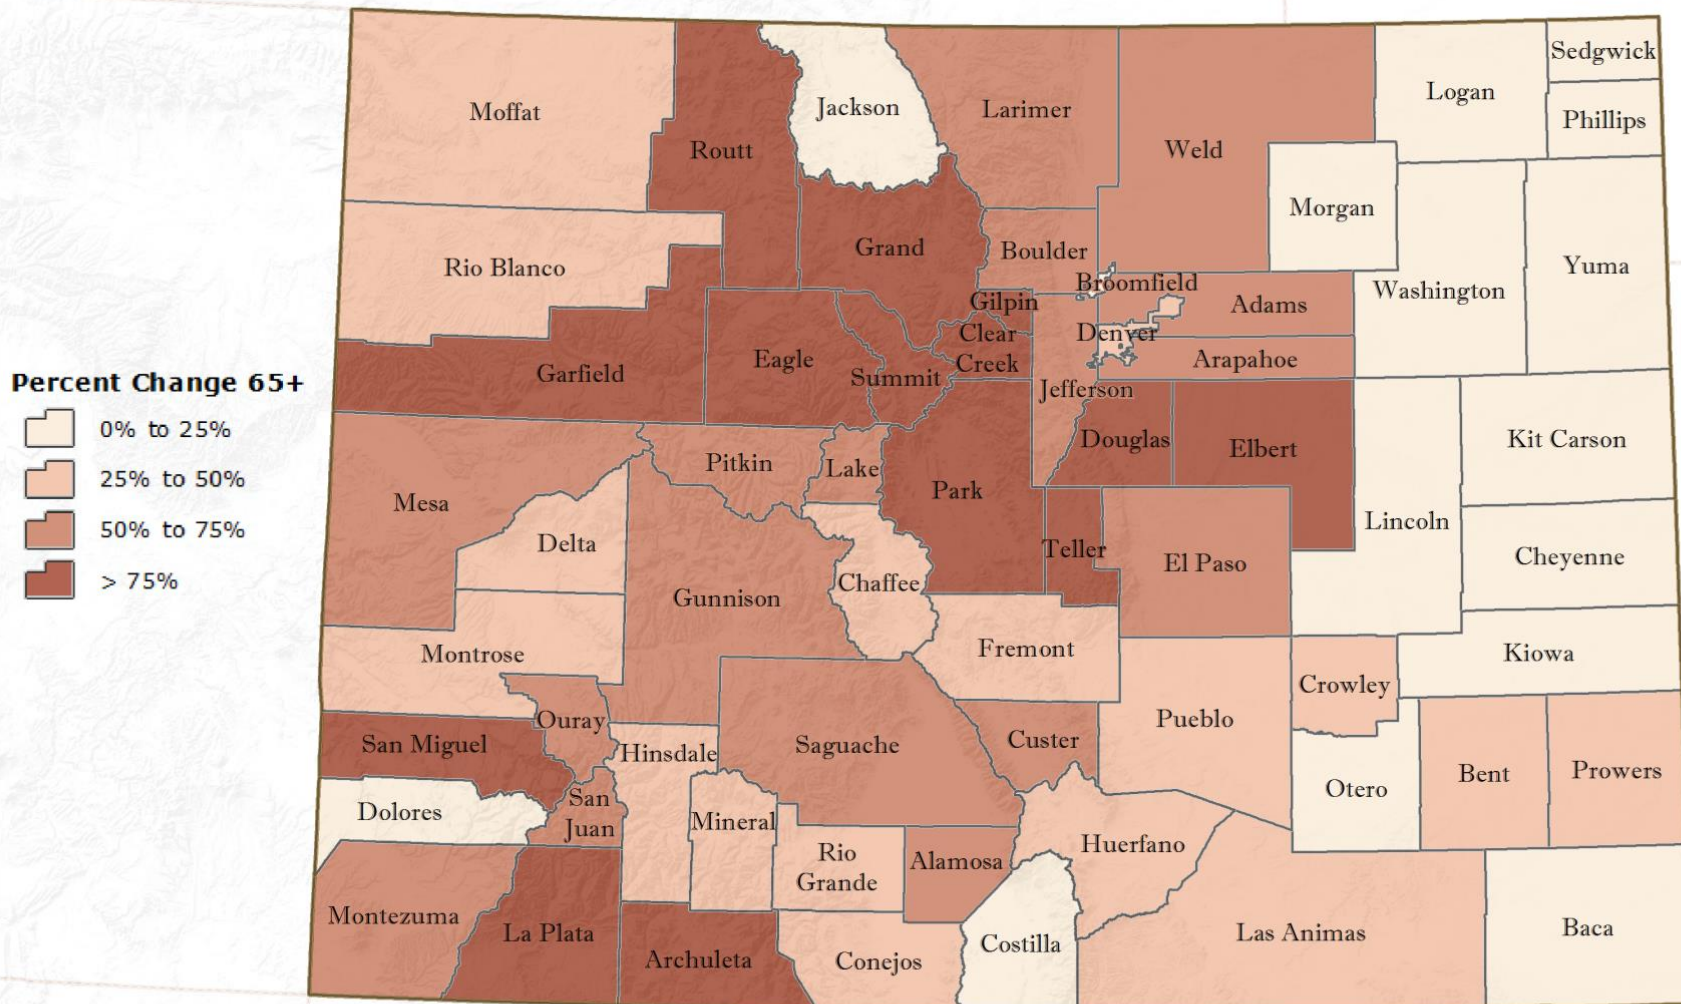 Percent Change 65+
0% to 25%
25% to 50%
50% to 75%
> 75%
Moffat
Routt
Jackson
Larimer
Weld
Logan
Sedgwick
Phillips
Morgan
Rio Blanco
Grand
Boulder
Broomfield
Washington
Yuma
Gilpin
Adams
Clear
Creek
Denver
Garfield
Eagle
Summit
Arapahoe
Jefferson
Douglas
Elbert
Kit Carson
Mesa
Pitkin
Lake
Park
Lincoln
Delta
Teller
El Paso
Cheyenne
Gunnison
Chaffee
Montrose
Fremont
Kiowa
Crowley
Ouray
Pueblo
San Miguel
Hinsdale
Saguache
Custer
Otero
Bent
Prowers
Dolores
San
Juan
Mineral
Rio
Grande
Alamosa
Huerfano
Montezuma
La Plata
Archuleta
Conejos
Costilla
Las Animas
Baca